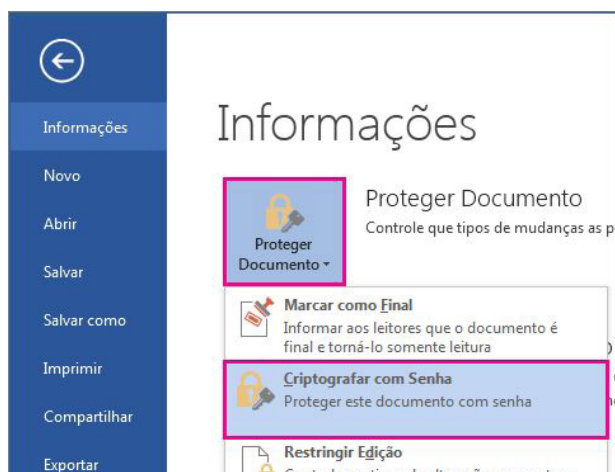 Informações
Novo
Abrir
Salvar
Salvar como
Imprimir
Compartilhar
Exportar
Informações
Proteger
Documento
Proteger Documento
Controle que tipos de mudanças as p
Marcar como Final
Informar aos leitores que o documento é
final e torná-lo somente leitura
Criptografar com Senha
Proteger este documento com senha
Restringir Edição